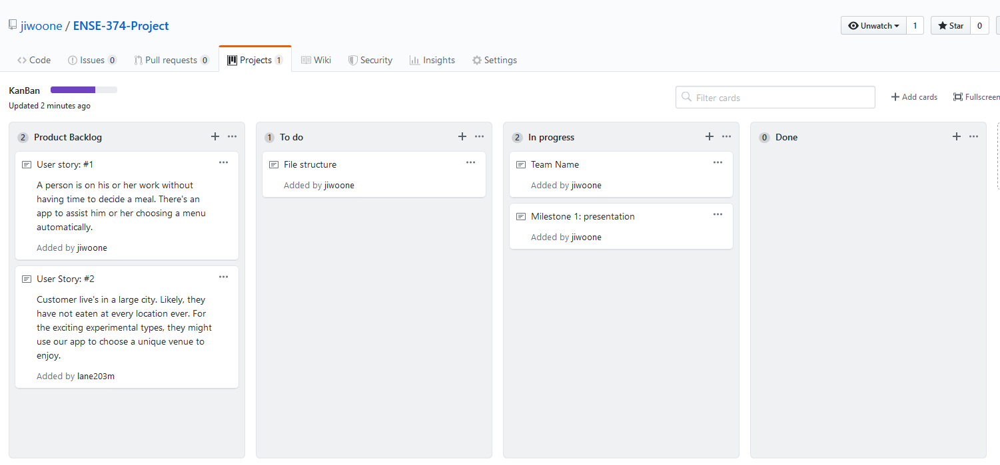 jiwoone / ENSE-374-Project
Unwatch 1 Star 0
Code Issues 0 Pull requests 0 Projects 1 Wiki Security Insights Settings
KanBan
Updated 2 minutes ago
Filter cards
Add cards
Fullscreen
2 Product Backlog
User story: #1
A person is on his or her work without
having time to decide a meal. There's an
app to assist him or her choosing a menu
automatically.
Added by jiwoone
User Story: #2
Customer live's in a large city. Likely, they
have not eaten at every location ever. For
the exciting experimental types, they might
use our app to choose a unique venue to
enjoy.
Added by lane203m
1 To do
File structure
Added by jiwoone
2 In progress
Team Name
Added by jiwoone
Milestone 1: presentation
Added by jiwoone
0 Done